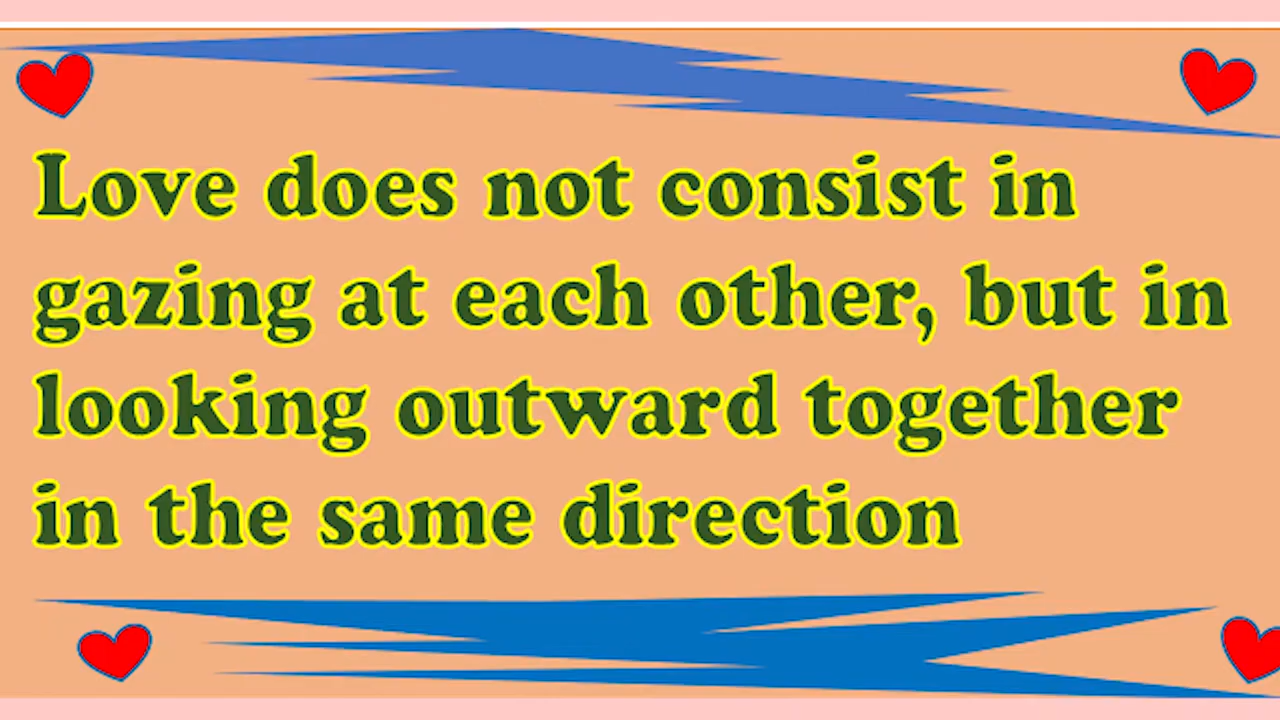 Love does not consist in
gazing at each other, but in
looking outward together
in the same direction